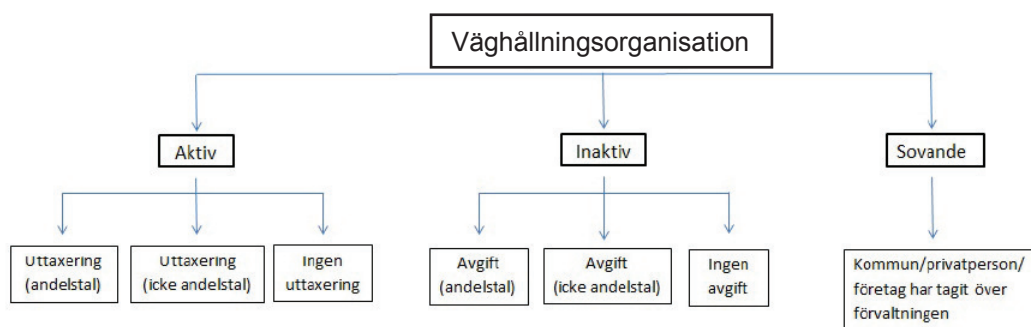 Väghållningsorganisation
Aktiv
Inaktiv
Sovande
Uttaxering
(andelstal)
Uttaxering
(icke andelstal)
Ingen
uttaxering
Avgift
(andelstal)
Avgift
(icke andelstal)
Ingen
avgift
Kommun/privatperson/
företag har tagit över
förvaltningen